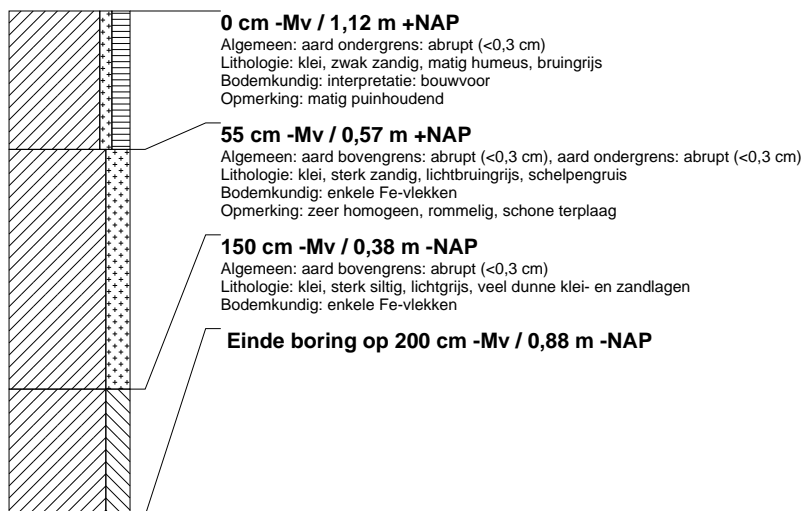 0 cm -Mv / 1,12 m +NAP
Algemeen: aard ondergrens: abrupt (<0,3 cm)
Lithologie: klei, zwak zandig, matig humeus, bruingrijs
Bodemkundig: interpretatie: bouwvoor
Opmerking: matig puinhoudend
55 cm -Mv / 0,57 m +NAP
Algemeen: aard bovengrens: abrupt (<0,3 cm), aard ondergrens: abrupt (<0,3 cm)
Lithologie: klei, sterk zandig, lichtbruingrijs, schelpengruis
Bodemkundig: enkele Fe-vlekken
Opmerking: zeer homogeen, rommelig, schone terplaag
150 cm -Mv / 0,38 m -NAP
Algemeen: aard bovengrens: abrupt (<0,3 cm)
Lithologie: klei, sterk siltig, lichtgrijs, veel dunne klei- en zandlagen
Bodemkundig: enkele Fe-vlekken
Einde boring op 200 cm -Mv / 0,88 m -NAP